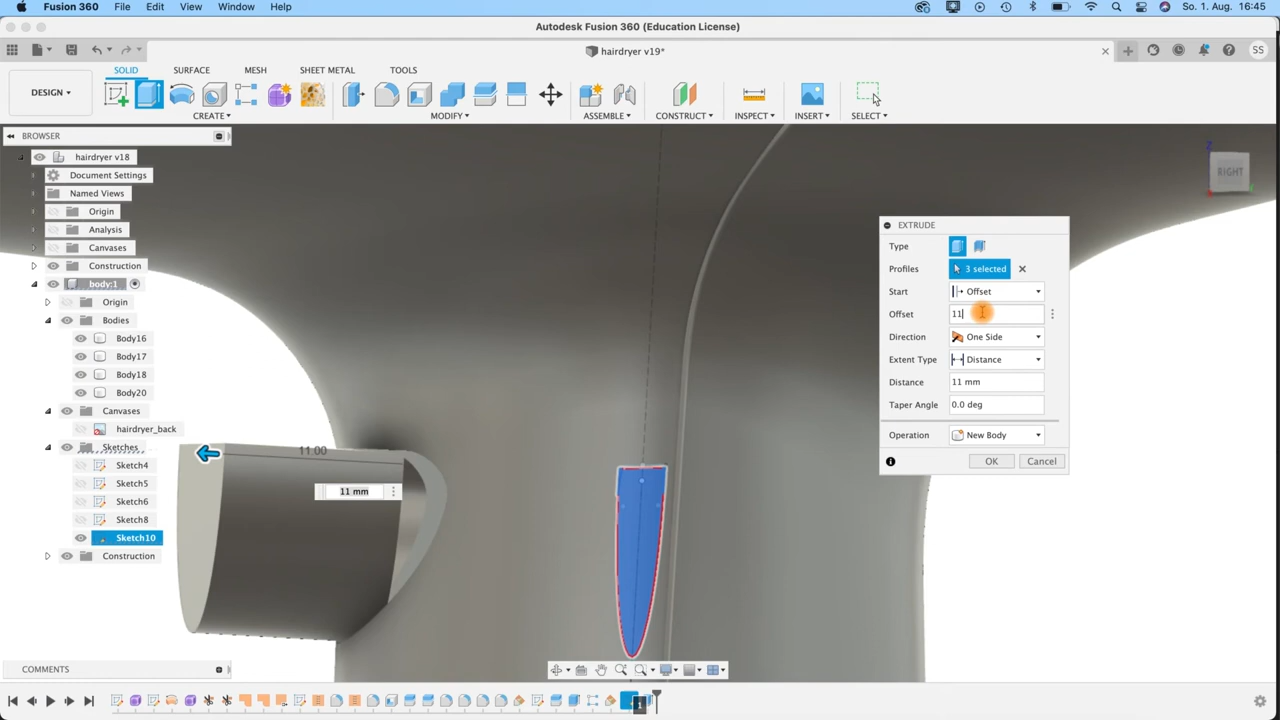 Fusion 360 File Edit View Window Help So. 1. Aug. 16:45
Autodesk Fusion 360 (Education License)
hairdryer v19*
SS
SOLID SURFACE MESH SHEET METAL TOOLS
DESIGN
CREATE MODIFY ASSEMBLE CONSTRUCT INSPECT INSERT SELECT
BROWSER
hairdryer v18
Document Settings
Named Views
Origin
Analysis
Canvases
Construction
body:1
Origin
Bodies
Body16
Body17
Body18
Body20
Canvases
hairdryer_back
Sketches
Sketch4
Sketch5
Sketch6
Sketch8
Sketch10
Construction
11.00
11 mm
Z
RIGHT
EXTRUDE
Type
Profiles 3 selected
Start Offset
Offset 11
Direction One Side
Extent Type Distance
Distance 11 mm
Taper Angle 0.0 deg
Operation New Body
OK Cancel
COMMENTS
1